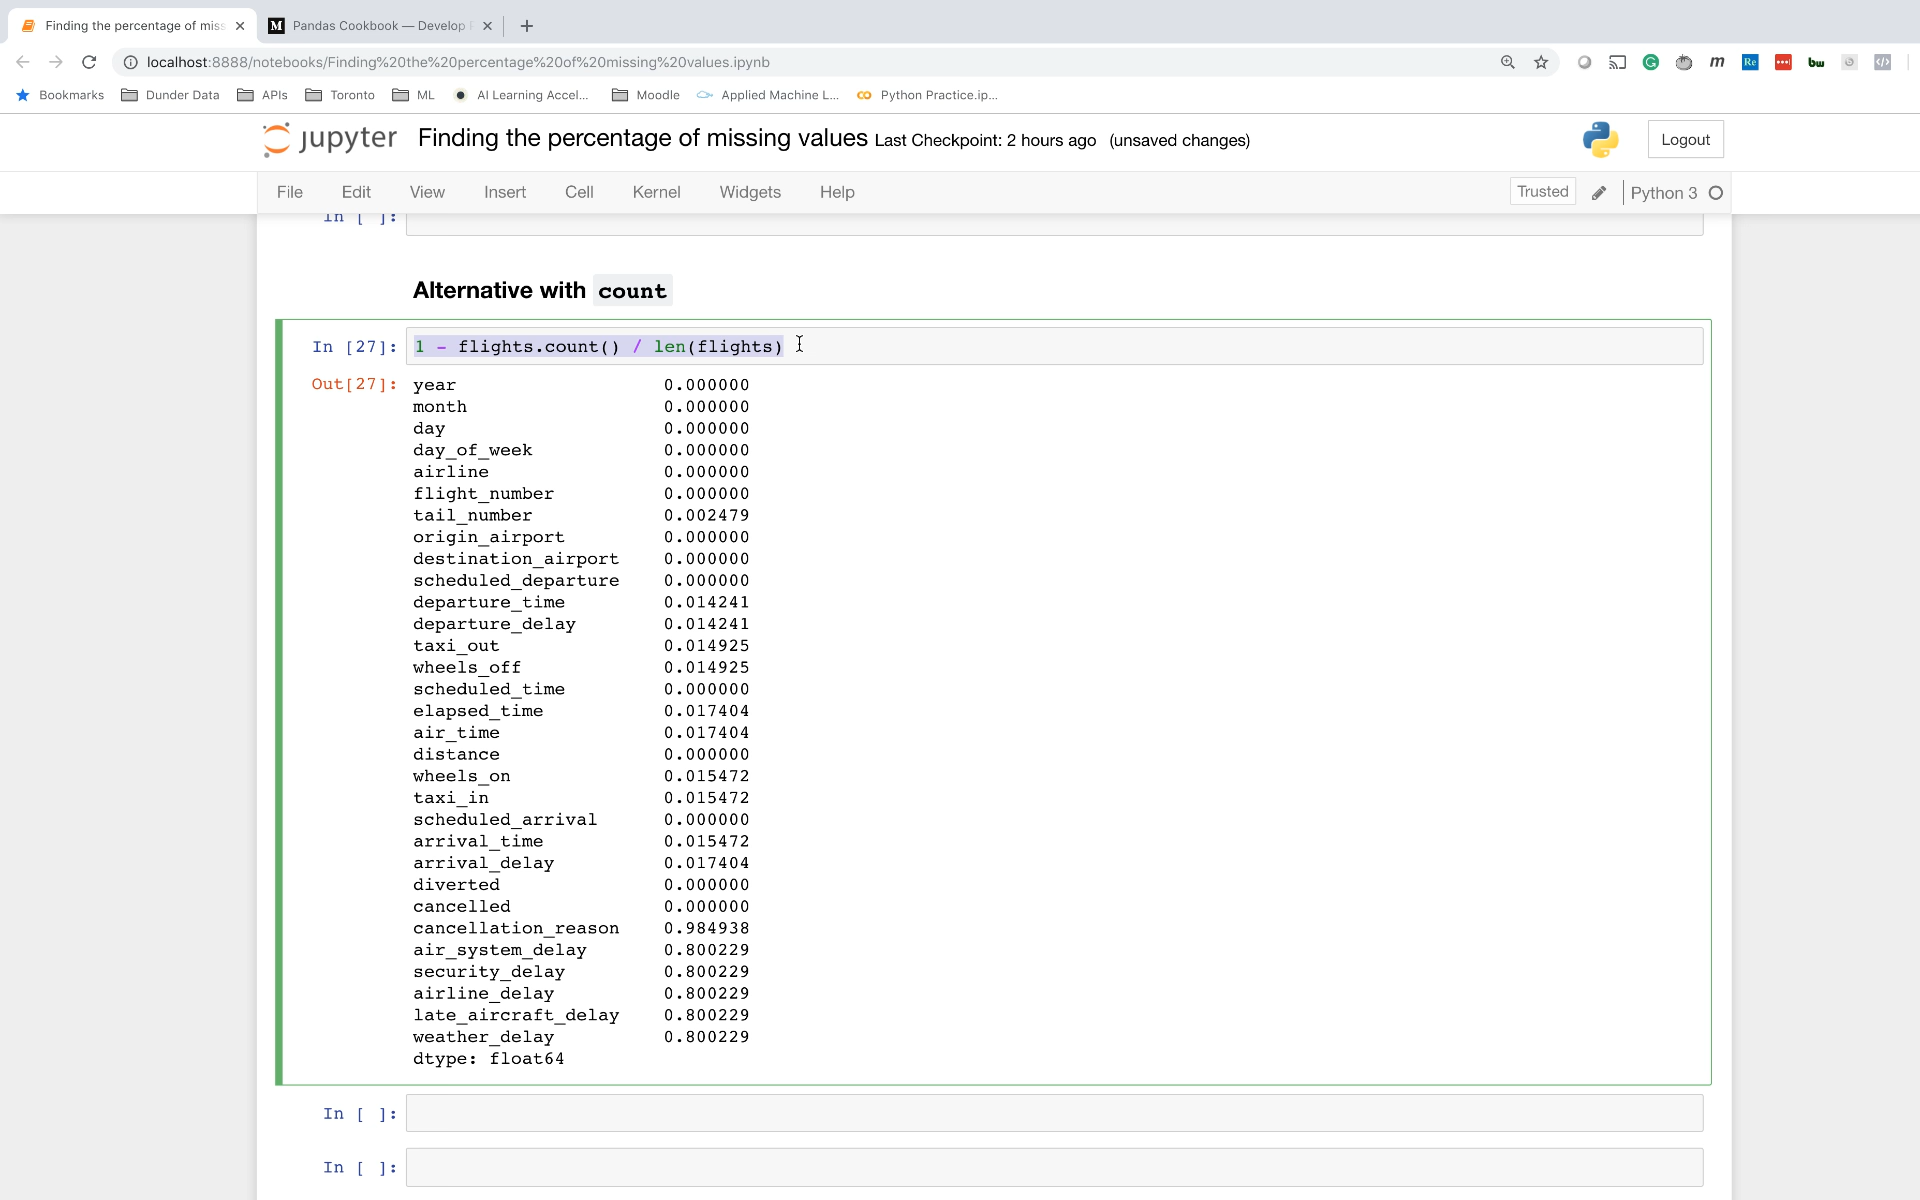 Finding the percentage of miss
Pandas Cookbook — Develop
localhost:8888/notebooks/Finding%20the%20percentage%20of%20missing%20values.ipynb
Bookmarks Dunder Data APIs Toronto ML AI Learning Accel... Moodle Applied Machine L... Python Practice.ip...
jupyter Finding the percentage of missing values Last Checkpoint: 2 hours ago (unsaved changes) Logout
File Edit View Insert Cell Kernel Widgets Help Trusted Python 3
In [ ]:
Alternative with count
In [27]: 1 - flights.count() / len(flights)
Out[27]: year 0.000000
month 0.000000
day 0.000000
day_of_week 0.000000
airline 0.000000
flight_number 0.000000
tail_number 0.002479
origin_airport 0.000000
destination_airport 0.000000
scheduled_departure 0.000000
departure_time 0.014241
departure_delay 0.014241
taxi_out 0.014925
wheels_off 0.014925
scheduled_time 0.000000
elapsed_time 0.017404
air_time 0.017404
distance 0.000000
wheels_on 0.015472
taxi_in 0.015472
scheduled_arrival 0.000000
arrival_time 0.015472
arrival_delay 0.017404
diverted 0.000000
cancelled 0.000000
cancellation_reason 0.984938
air_system_delay 0.800229
security_delay 0.800229
airline_delay 0.800229
late_aircraft_delay 0.800229
weather_delay 0.800229
dtype: float64
In [ ]:
In [ ]: